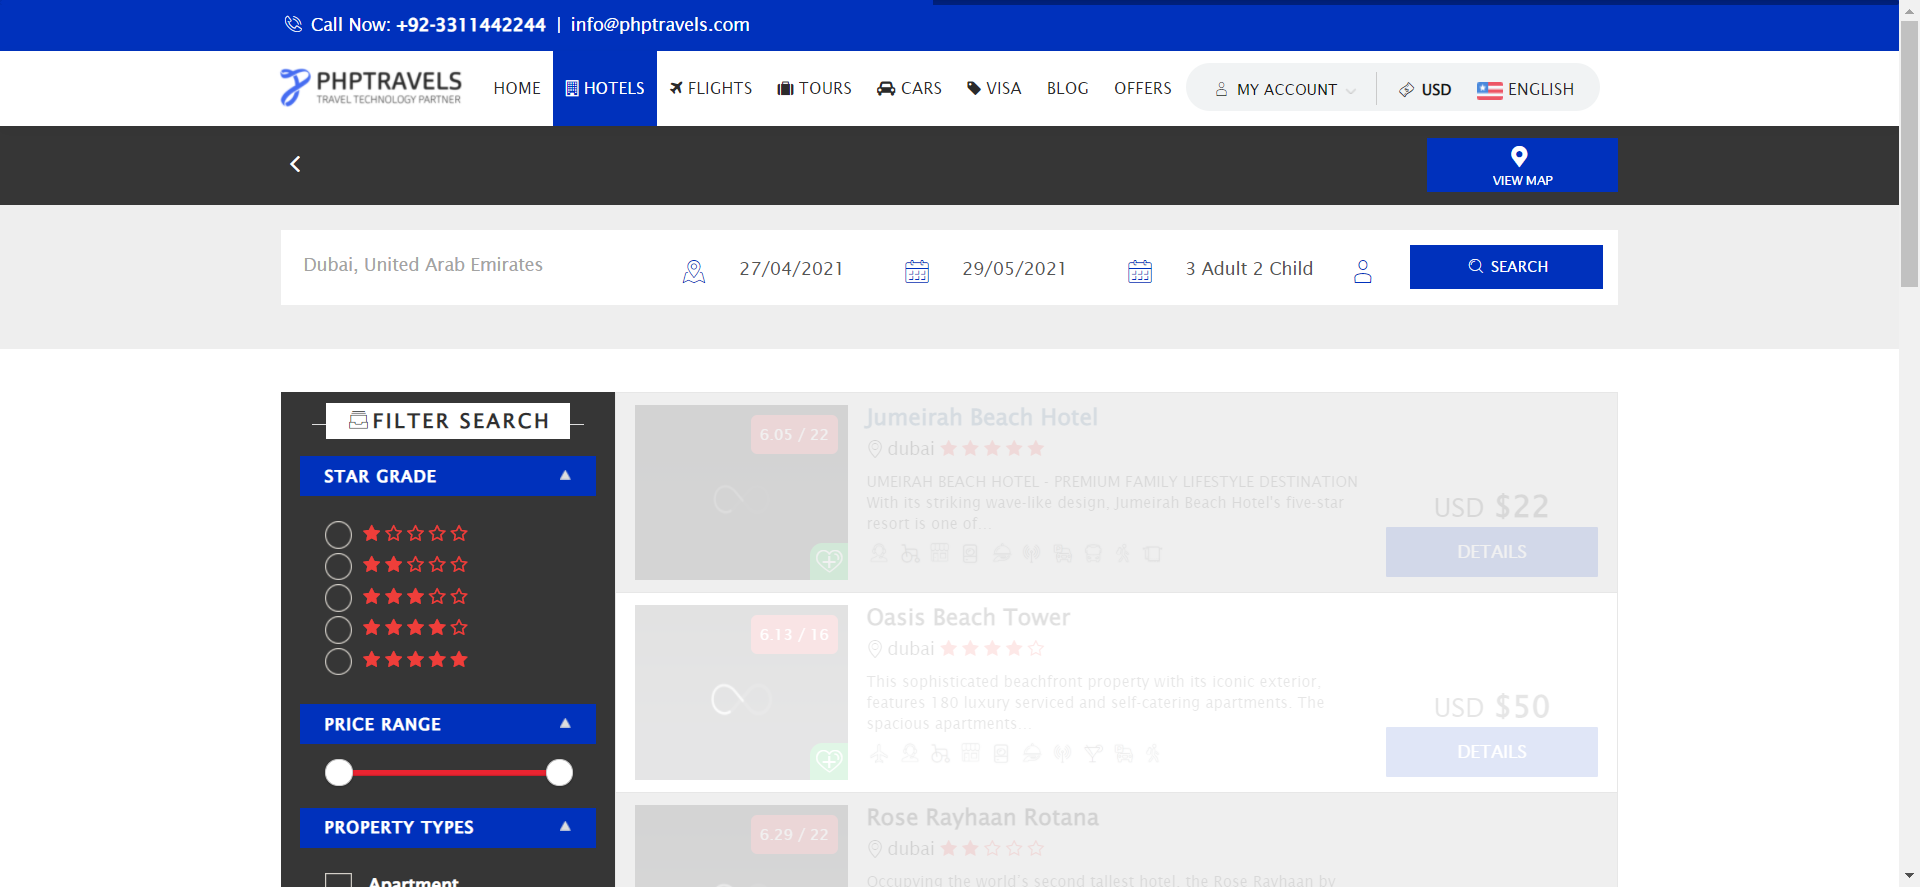 Call Now: +92-3311442244 | info@phptravels.com
PHPTRAVELS
TRAVEL TECHNOLOGY PARTNER
HOME HOTELS FLIGHTS TOURS CARS VISA BLOG OFFERS MY ACCOUNT USD ENGLISH
VIEW MAP
Dubai, United Arab Emirates 27/04/2021 29/05/2021 3 Adult 2 Child SEARCH
FILTER SEARCH
STAR GRADE
PRICE RANGE
PROPERTY TYPES
Apartment
6.05 / 22
Jumeirah Beach Hotel
dubai
UMEIRAH BEACH HOTEL - PREMIUM FAMILY LIFESTYLE DESTINATION
With its striking wave-like design, Jumeirah Beach Hotel's five-star
resort is one of...
USD $22
DETAILS
6.13 / 16
Oasis Beach Tower
dubai
This sophisticated beachfront property with its iconic exterior,
features 180 luxury serviced and self-catering apartments. The
spacious apartments...
USD $50
DETAILS
6.29 / 22
Rose Rayhaan Rotana
dubai
Occupying the world's second tallest hotel, the Rose Rayhaan by